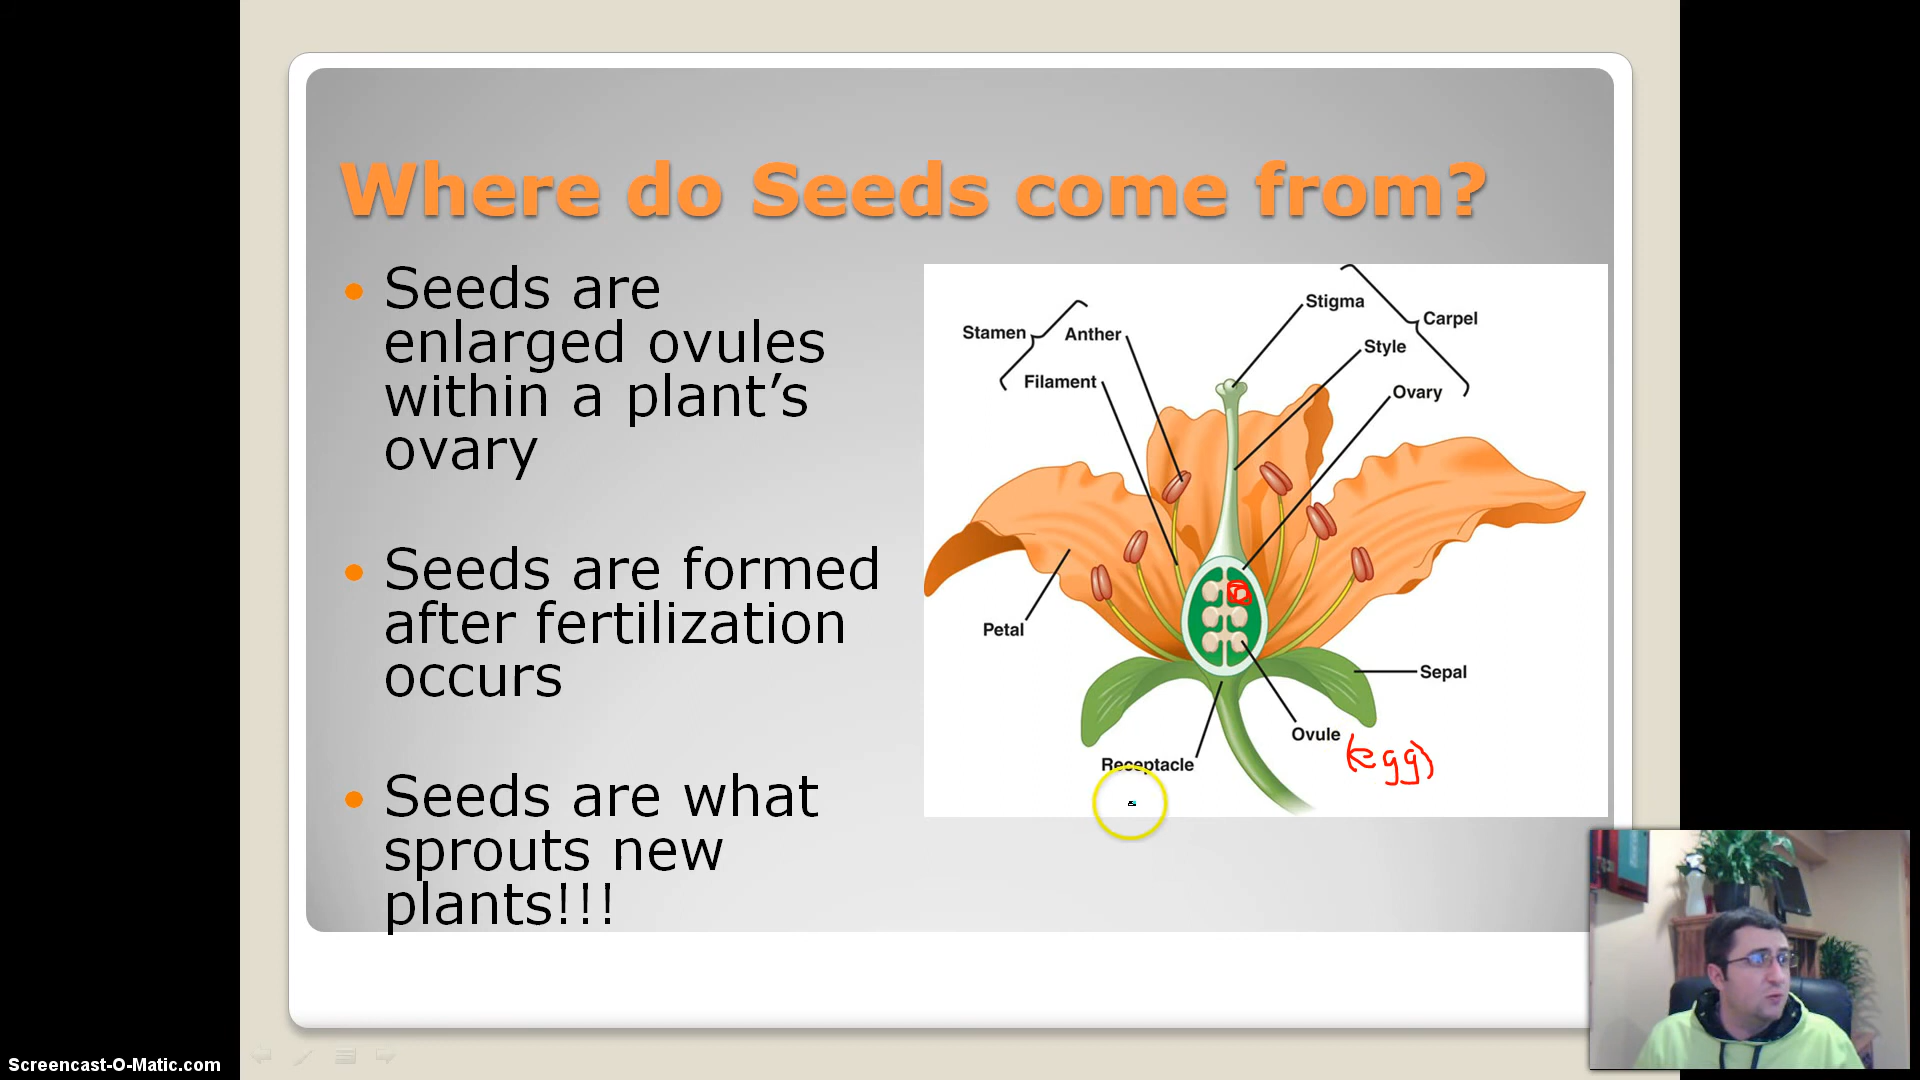 Where do Seeds come from?
Seeds are
enlarged ovules
within a plant’s
ovary
Seeds are formed
after fertilization
occurs
Seeds are what
sprouts new
plants!!!
Stigma
Carpel
Stamen
Anther
Style
Filament
Ovary
Petal
Sepal
Ovule
(egg)
Receptacle
Screencast-O-Matic.com